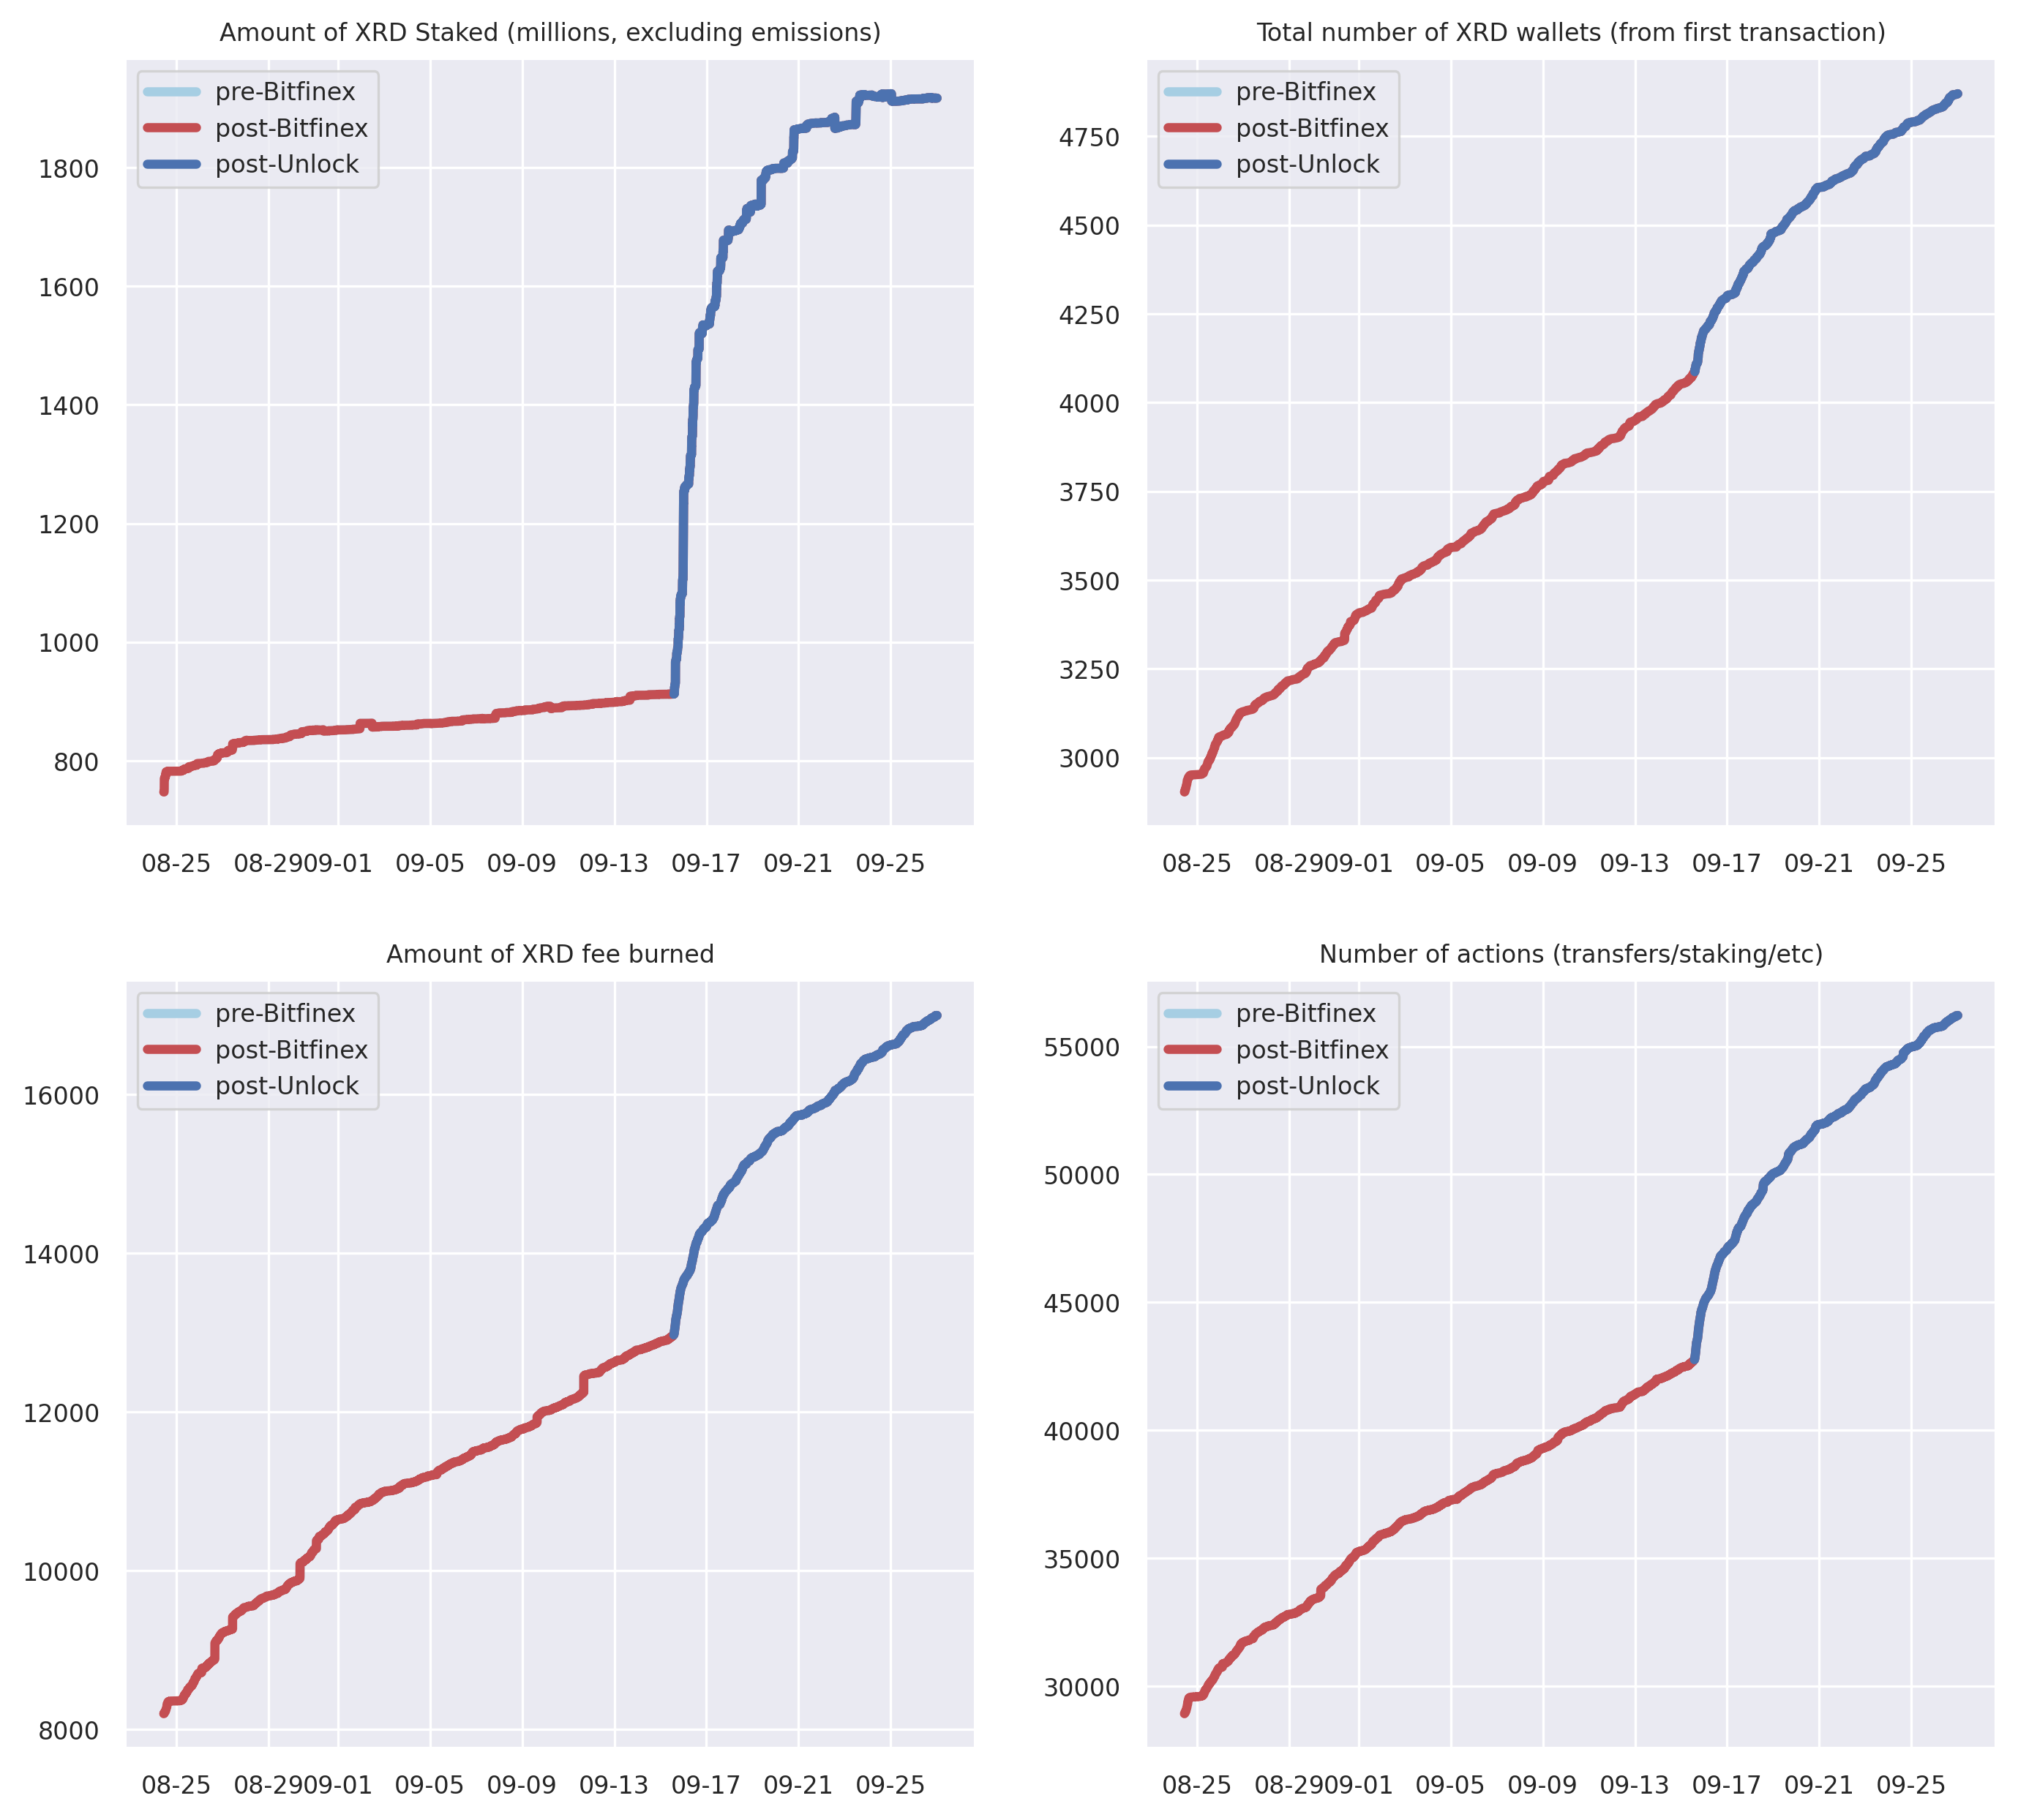 Amount of XRD Staked (millions, excluding emissions)
pre-Bitfinex
post-Bitfinex
post-Unlock
1800
1600
1400
1200
1000
800
08-25 08-29 09-01 09-05 09-09 09-13 09-17 09-21 09-25
Total number of XRD wallets (from first transaction)
pre-Bitfinex
post-Bitfinex
post-Unlock
4750
4500
4250
4000
3750
3500
3250
3000
08-25 08-29 09-01 09-05 09-09 09-13 09-17 09-21 09-25
Amount of XRD fee burned
pre-Bitfinex
post-Bitfinex
post-Unlock
16000
14000
12000
10000
8000
08-25 08-29 09-01 09-05 09-09 09-13 09-17 09-21 09-25
Number of actions (transfers/staking/etc)
pre-Bitfinex
post-Bitfinex
post-Unlock
55000
50000
45000
40000
35000
30000
08-25 08-29 09-01 09-05 09-09 09-13 09-17 09-21 09-25